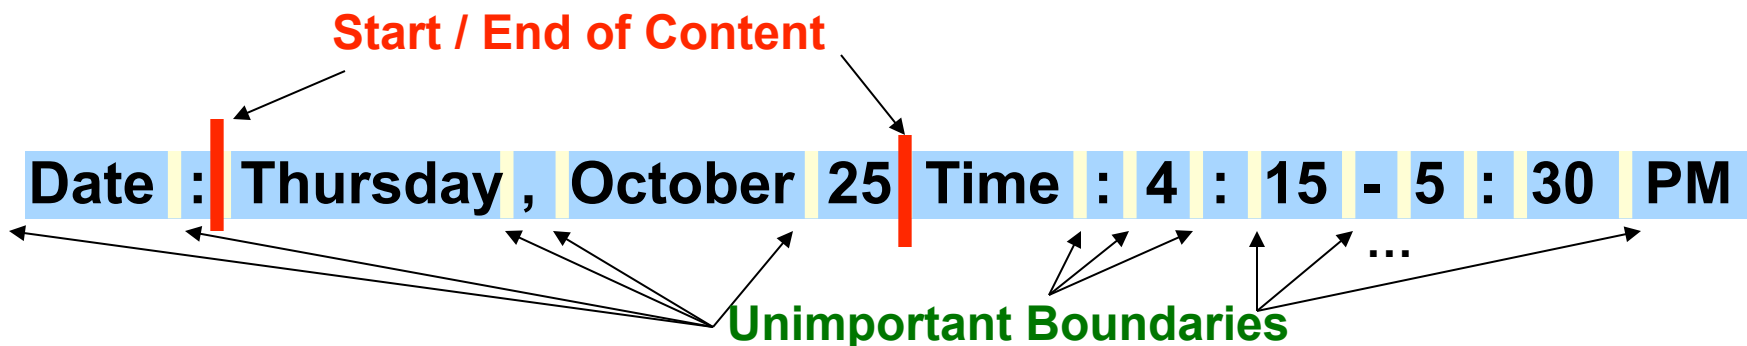 Start / End of Content
Date : Thursday , October 25 Time : 4 : 15 - 5 : 30 PM
…
Unimportant Boundaries